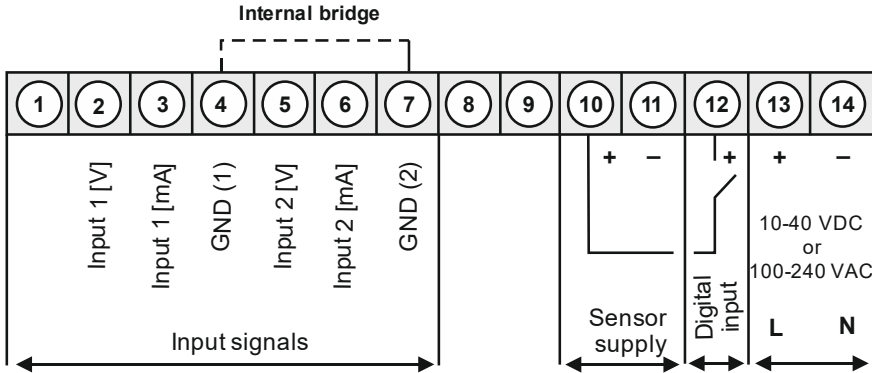 Internal bridge
1 2 3 4 5 6 7 8 9 10 11 12 13 14
+ – + + –
Input 1 [V]
Input 1 [mA]
GND (1)
Input 2 [V]
Input 2 [mA]
GND (2)
10-40 VDC
or
100-240 VAC
Input signals
Sensor
supply
Digital
input
L N